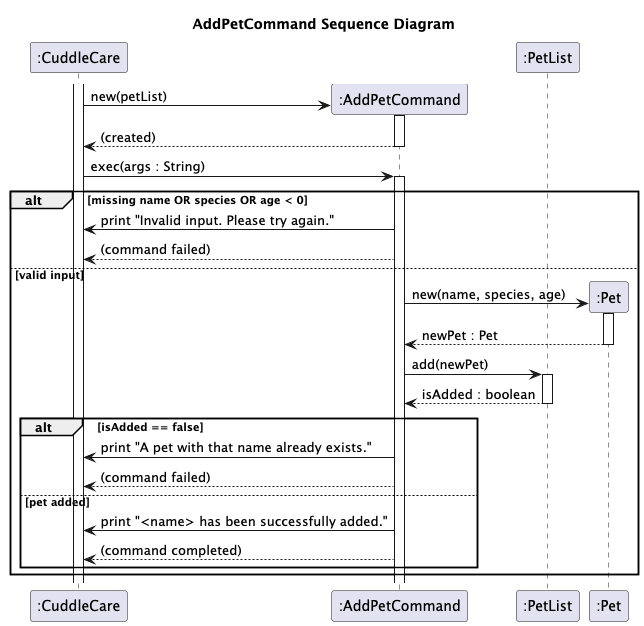 AddPetCommand Sequence Diagram
:CuddleCare
:PetList
new(petList)
:AddPetCommand
(created)
exec(args : String)
alt
[missing name OR species OR age < 0]
print "Invalid input. Please try again."
(command failed)
[valid input]
new(name, species, age)
:Pet
newPet : Pet
add(newPet)
isAdded : boolean
alt
[isAdded == false]
print "A pet with that name already exists."
(command failed)
[pet added]
print "<name> has been successfully added."
(command completed)
:CuddleCare
:AddPetCommand
:PetList
:Pet